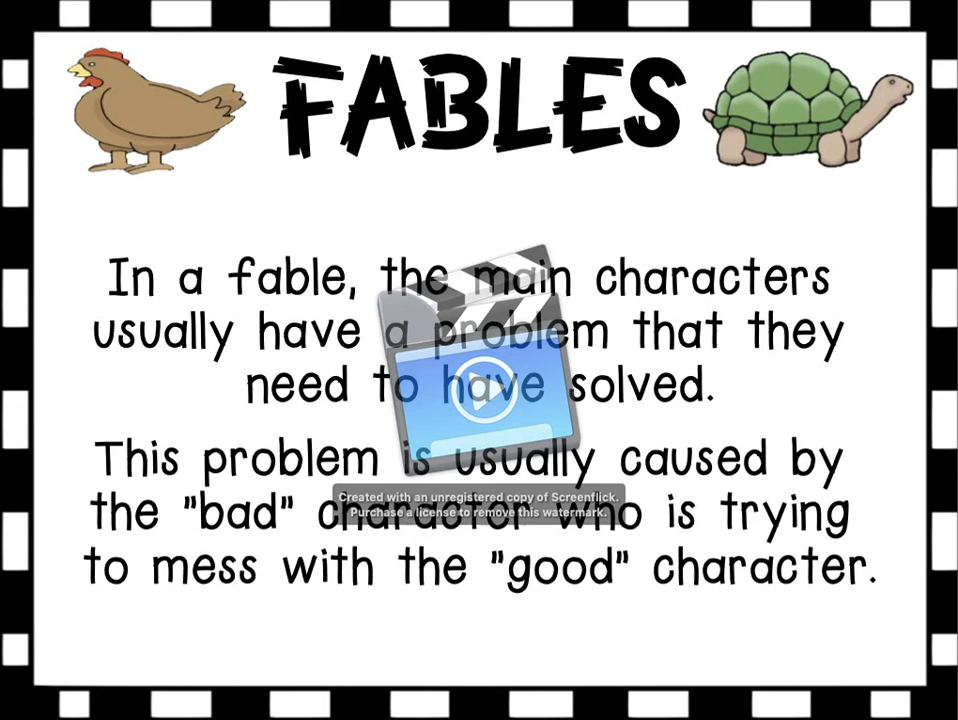 FABLES
In a fable, the main characters
usually have a problem that they
need to have solved.
This problem is usually caused by
the "bad" character who is trying
to mess with the "good" character.
Created with an unregistered copy of Screenflick.
Purchase a license to remove this watermark.